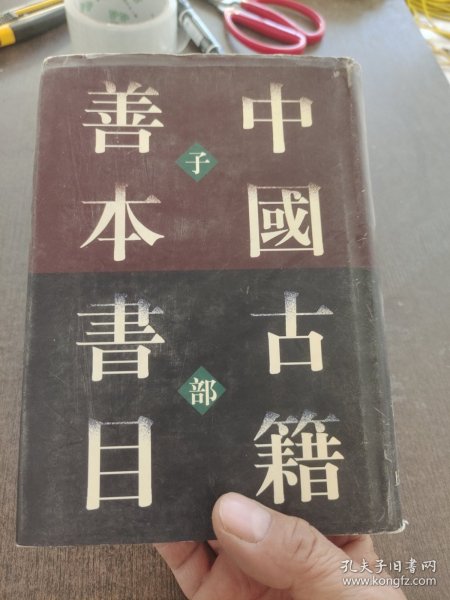 中國古籍
善本書目
子部
孔夫子旧书网
www.kongfz.com